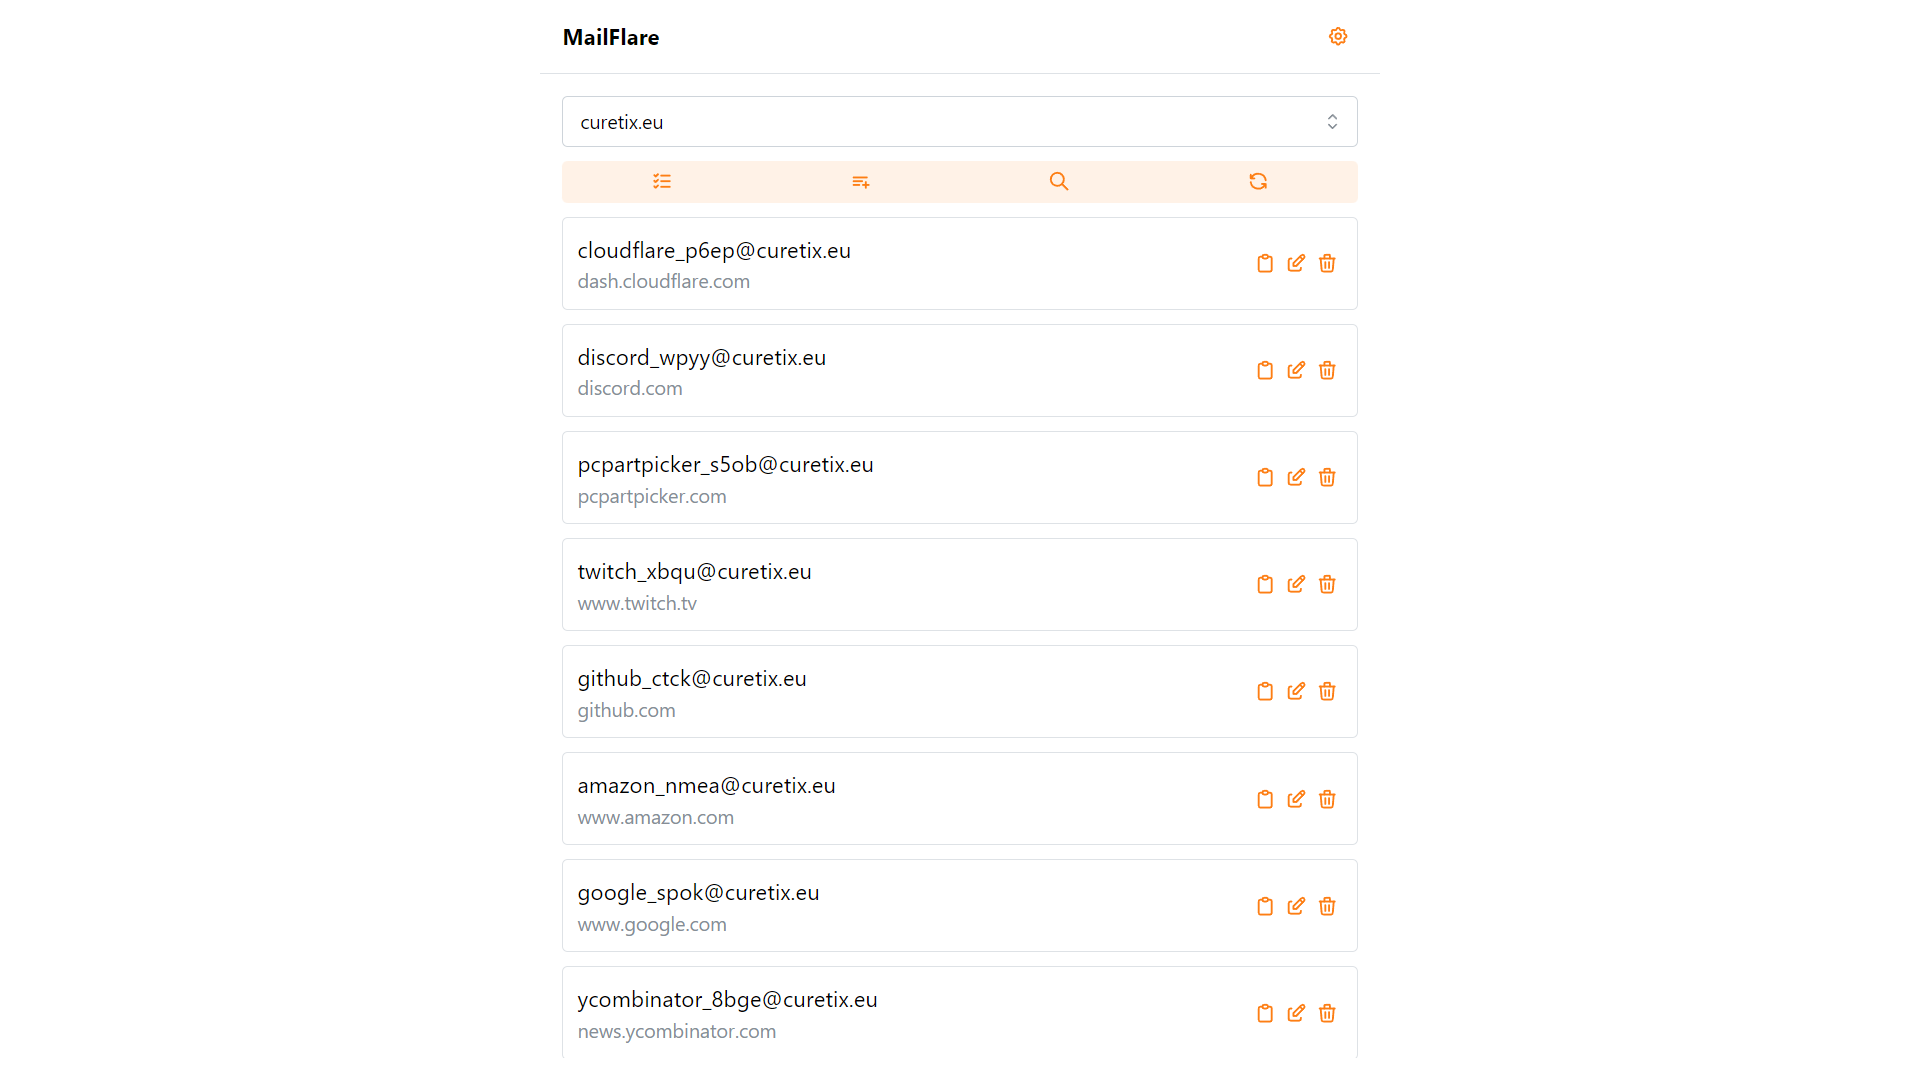 MailFlare
curetix.eu
cloudflare_p6ep@curetix.eu
dash.cloudflare.com
discord_wpyy@curetix.eu
discord.com
pcpartpicker_s5ob@curetix.eu
pcpartpicker.com
twitch_xbqu@curetix.eu
www.twitch.tv
github_ctck@curetix.eu
github.com
amazon_nmea@curetix.eu
www.amazon.com
google_spok@curetix.eu
www.google.com
ycombinator_8bge@curetix.eu
news.ycombinator.com